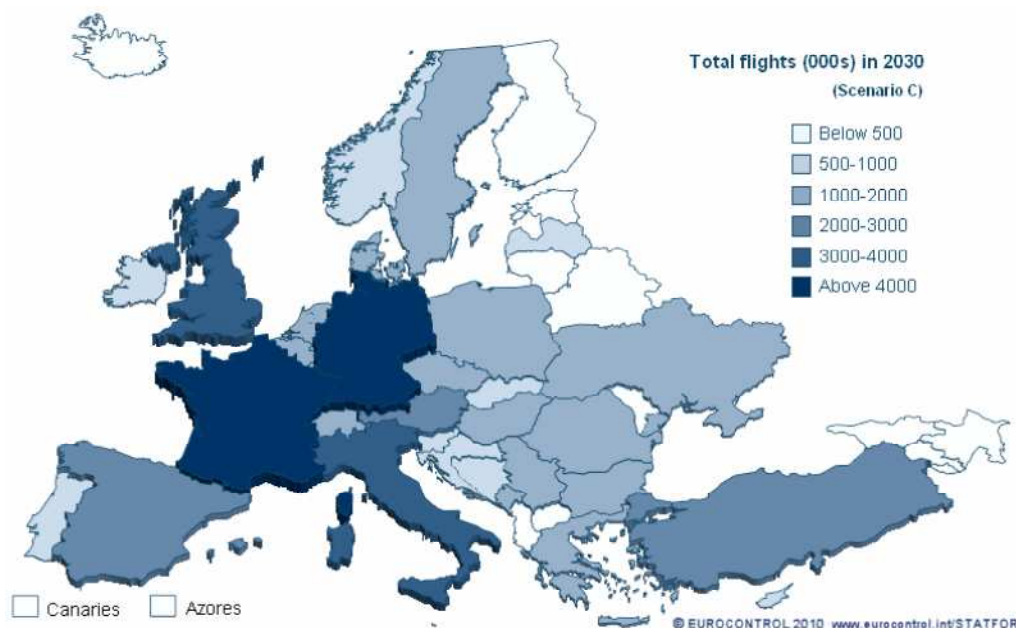 Total flights (000s) in 2030
(Scenario C)
Below 500
500-1000
1000-2000
2000-3000
3000-4000
Above 4000
Canaries
Azores
© EUROCONTROL 2010 www.eurocontrol.int/STATFOR